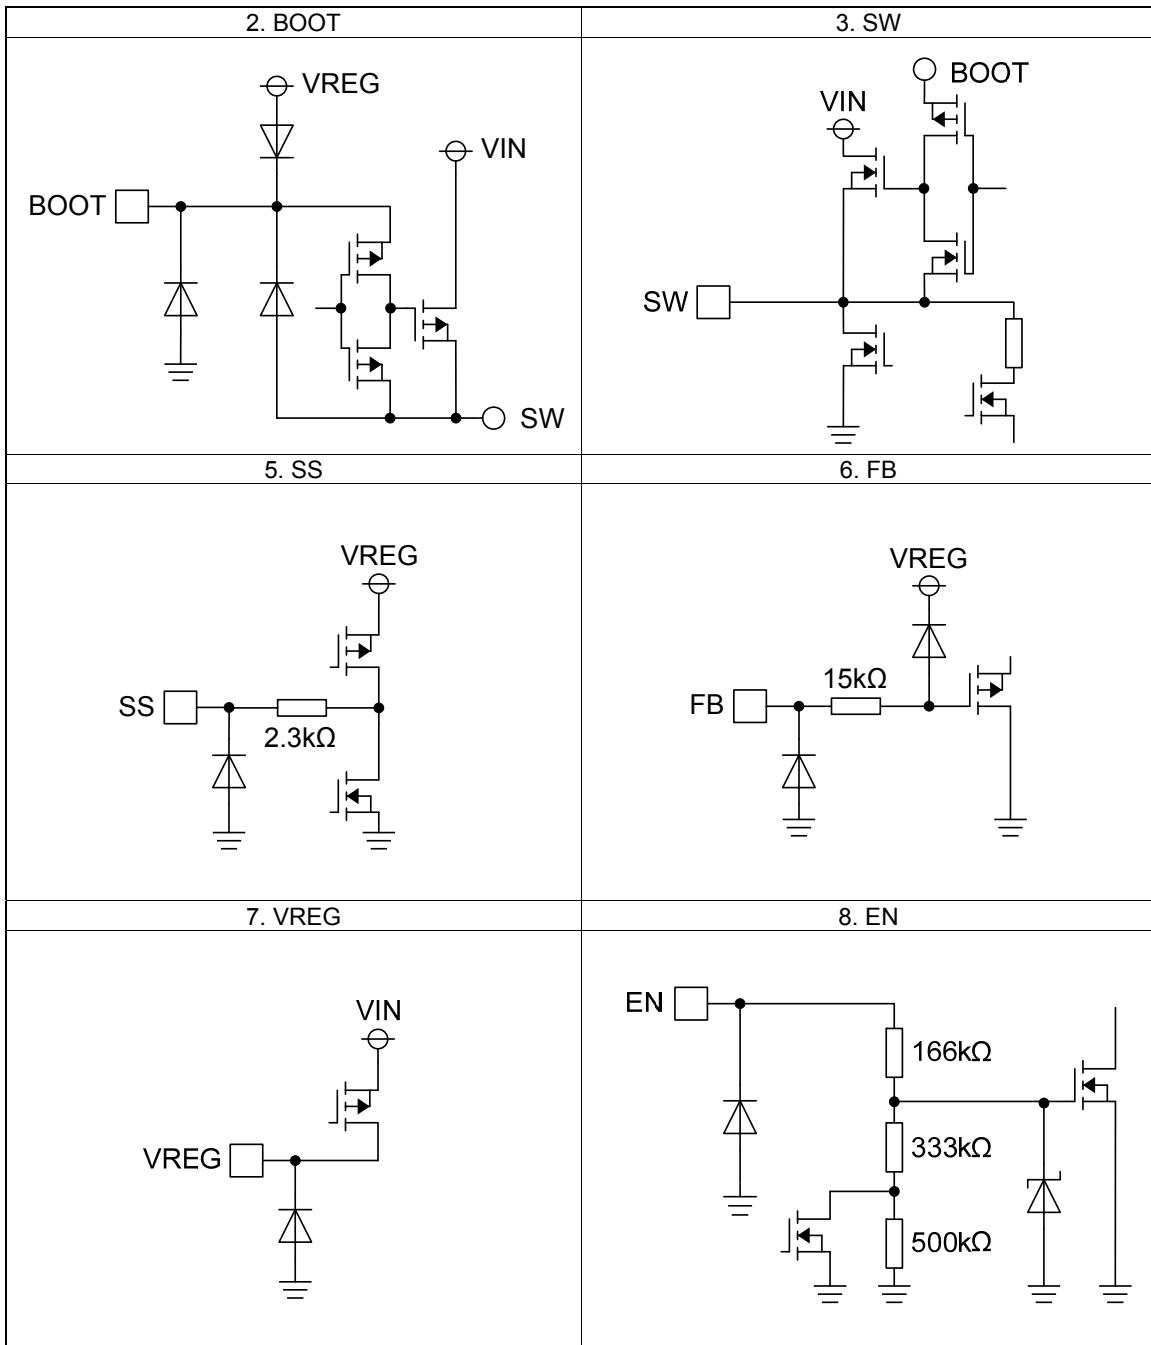 2. BOOT
3. SW
VREG
VIN
BOOT
SW
BOOT
VIN
SW
5. SS
6. FB
VREG
SS
2.3kΩ
VREG
15kΩ
FB
7. VREG
8. EN
VIN
VREG
EN
166kΩ
333kΩ
500kΩ